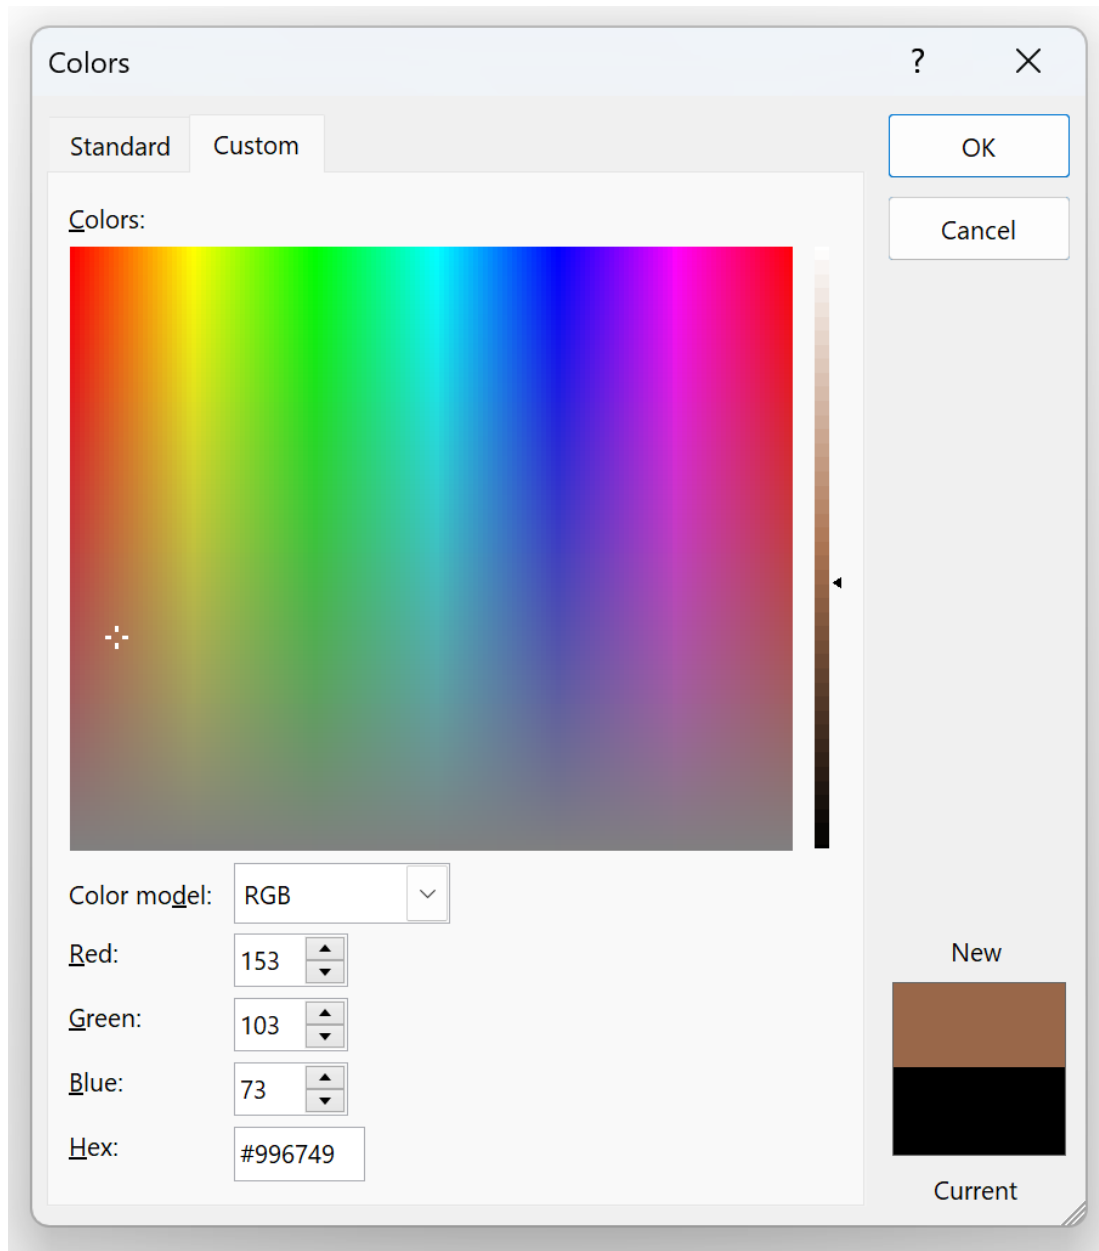 Colors ?
Standard Custom
OK
Cancel
Colors:
Color model: RGB
Red: 153
Green: 103
Blue: 73
Hex: #996749
New
Current